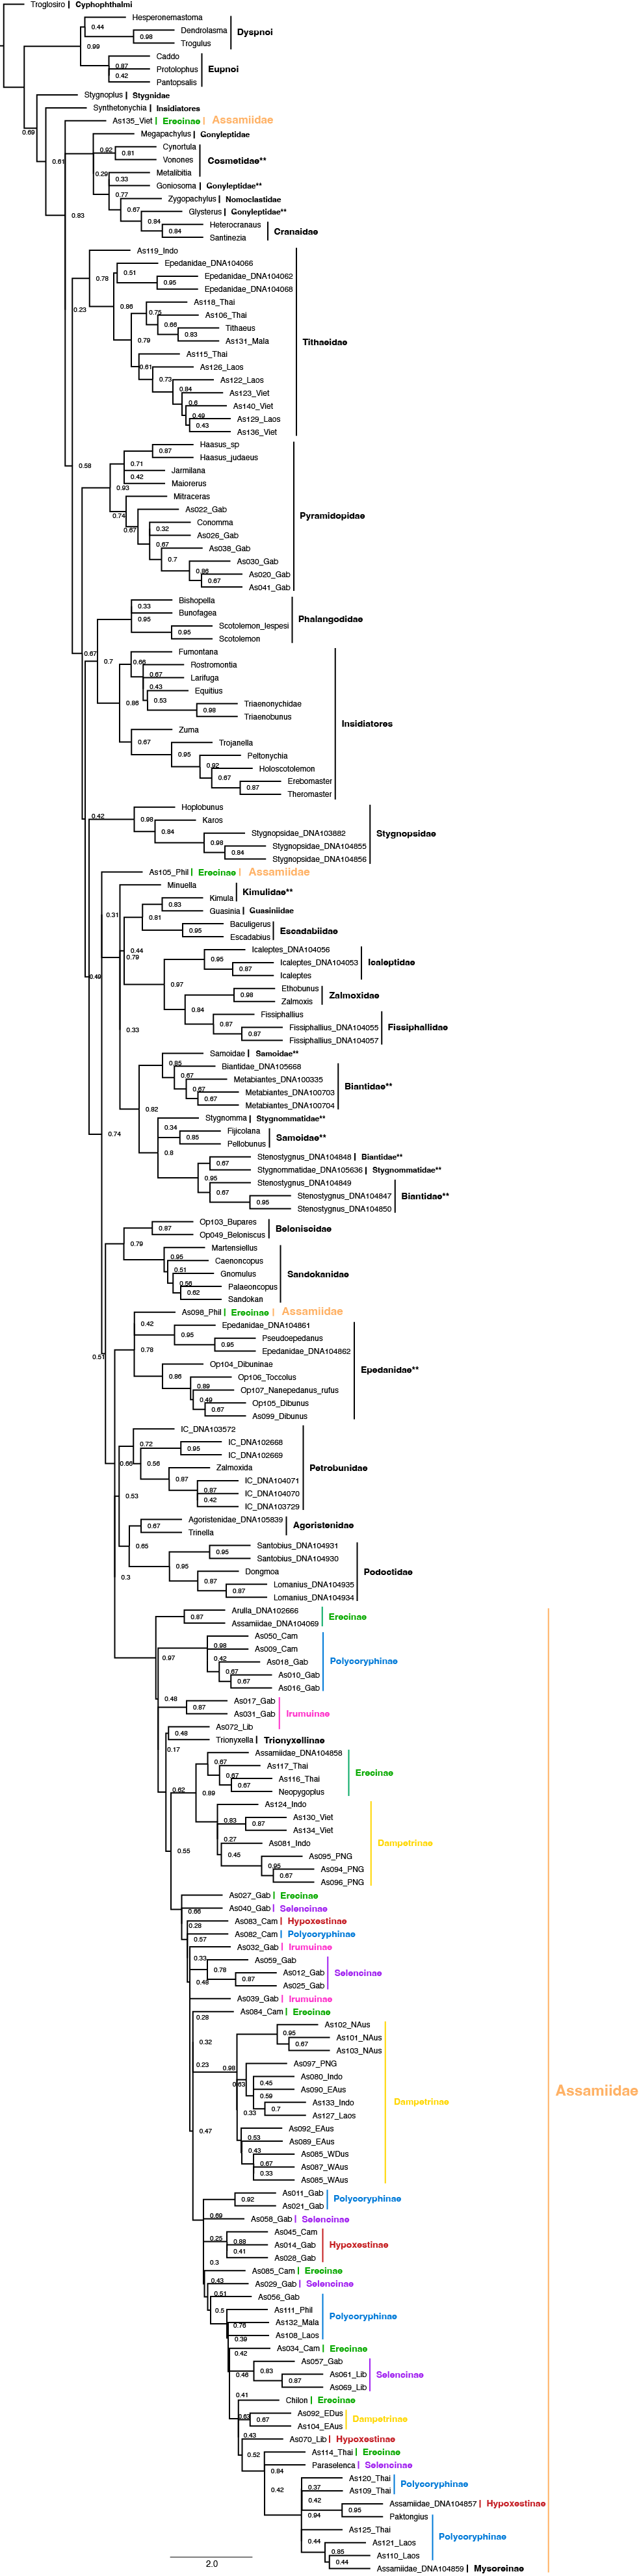 Troglosiro | Cyphophthalmi
Hesperonemastoma
0.44
Dendrolasma
0.98
Trogulus
Dyspnoi
0.99
Caddo
0.87
Protolophus
0.42
Pantopsalis
Eupnoi
Stygnoplus | Stygnidae
Synthetonychia | Insidiatores
As135_Viet | Erecinae | Assamiidae
0.69
Megapachylus | Gonyleptidae
Cynortula
0.92
0.81
Vonones
Cosmetidae**
0.61
Metalibitia
0.29
0.33
Goniosoma | Gonyleptidae**
0.77
Zygopachylus | Nomoclastidae
0.67
Glysterus | Gonyleptidae**
0.83
0.84
Heterocranaus
0.84
Santinezia
Cranaidae
As119_Indo
Epedanidae_DNA104066
0.51
0.78
Epedanidae_DNA104062
0.95
Epedanidae_DNA104068
As118_Thai
0.86
0.23
0.75
As106_Thai
0.66
Tithaeus
0.83
As131_Mala
0.79
Tithaeidae
As115_Thai
0.61
As126_Laos
0.73
As122_Laos
0.84
As123_Viet
0.6
As140_Viet
0.49
As129_Laos
0.43
As136_Viet
Haasus_sp
0.87
Haasus_judaeus
0.58
0.71
Jarmilana
0.42
Maiorerus
0.93
Mitraceras
As022_Gab
0.74
Pyramidopidae
Conomma
0.67
0.32
As026_Gab
0.67
As038_Gab
0.7
As030_Gab
0.86
As020_Gab
0.67
As041_Gab
Bishopella
0.33
Bunofagea
0.95
Scotolemon_lespesi
0.95
Scotolemon
Phalangodidae
Fumontana
0.67
0.7
0.66
Rostromontia
0.67
Larifuga
0.43
Equitius
0.53
0.86
Triaenonychidae
0.98
Triaenobunus
Insidiatores
Zuma
0.67
Trojanella
0.95
Peltonychia
0.92
Holoscotolemon
0.67
Erebomaster
0.87
Theromaster
Hoplobunus
0.42
0.98
Karos
0.84
Stygnopsidae_DNA103882
0.98
Stygnopsidae_DNA104855
0.84
Stygnopsidae_DNA104856
Stygnopsidae
As105_Phil | Erecinae | Assamiidae
Minuella
Kimula
Kimulidae**
0.83
Guasinia | Guasiniidae
0.31
0.81
Baculigerus
0.95
Escadabius
Escadabiidae
0.44
0.79
Icaleptes_DNA104056
0.95
Icaleptes_DNA104053
0.87
Icaleptes
Icaleptidae
0.49
0.97
Ethobunus
0.98
Zalmoxis
Zalmoxidae
0.84
Fissiphallius
0.87
Fissiphallius_DNA104055
0.87
Fissiphallius_DNA104057
Fissiphallidae
0.33
Samoidae | Samoidae**
0.85
Biantidae_DNA105668
0.67
Metabiantes_DNA100335
0.67
Metabiantes_DNA100703
0.67
Metabiantes_DNA100704
Biantidae**
0.82
Stygnomma | Stygnommatidae**
0.34
Fijicolana
0.85
Pellobunus
Samoidae**
0.74
0.8
Stenostygnus_DNA104848 | Biantidae**
0.67
Stygnommatidae_DNA105636 | Stygnommatidae**
0.95
Stenostygnus_DNA104849
0.67
Stenostygnus_DNA104847
0.95
Stenostygnus_DNA104850
Biantidae**
Op103_Bupares
0.87
Op049_Beloniscus
Beloniscidae
0.79
Martensiellus
0.95
Caenoncopus
0.51
Gnomulus
0.56
Palaeoncopus
0.62
Sandokan
Sandokanidae
As098_Phil | Erecinae | Assamiidae
0.42
Epedanidae_DNA104861
0.95
Pseudoepedanus
0.95
Epedanidae_DNA104862
0.51
0.78
Op104_Dibuninae
0.86
Op106_Toccolus
0.89
Op107_Nanepedanus_rufus
0.49
Op105_Dibunus
0.67
As099_Dibunus
Epedanidae**
IC_DNA103572
0.72
IC_DNA102668
0.95
IC_DNA102669
0.66
0.56
Zalmoxida
0.87
IC_DNA104071
0.87
IC_DNA104070
0.42
IC_DNA103729
Petrobunidae
0.53
Agoristenidae_DNA105839
0.67
Trinella
Agoristenidae
0.65
Santobius_DNA104931
0.95
Santobius_DNA104930
0.95
Dongmoa
0.87
Lomanius_DNA104935
0.87
Lomanius_DNA104934
Podoctidae
0.3
Arulla_DNA102666
0.87
Assamiidae_DNA104069
Erecinae
As050_Cam
0.98
As009_Cam
0.97
0.42
As018_Gab
0.67
As010_Gab
0.67
As016_Gab
Polycoryphinae
0.48
As017_Gab
0.87
As031_Gab
Irumuinae
As072_Lib
0.48
Trionyxella | Trionyxellinae
0.17
Assamiidae_DNA104858
0.67
As117_Thai
0.67
As116_Thai
0.67
Neopygoplus
Erecinae
0.62
0.89
As124_Indo
0.83
As130_Viet
0.87
As134_Viet
0.27
As081_Indo
0.45
As095_PNG
0.95
As094_PNG
0.67
As096_PNG
Dampetrinae
0.55
As027_Gab | Erecinae
As040_Gab | Selencinae
0.66
As083_Cam | Hypoxestinae
0.28
As082_Cam | Polycoryphinae
0.57
As032_Gab | Irumuinae
0.33
As059_Gab
0.78
As012_Gab
0.87
As025_Gab
Selencinae
0.48
As039_Gab | Irumuinae
As084_Cam | Erecinae
0.28
As102_NAus
0.95
As101_NAus
0.67
As103_NAus
0.32
0.23
As097_PNG
0.98
As080_Indo
0.63
0.45
As090_EAus
0.59
As133_Indo
0.7
As127_Laos
0.33
Dampetrinae
As092_EAus
0.53
As089_EAus
0.43
As085_WDus
0.67
As087_WAus
0.33
As085_WAus
0.47
Assamiidae
As011_Gab
0.92
As021_Gab
Polycoryphinae
0.69
As058_Gab | Selencinae
As045_Cam
0.25
0.88
As014_Gab
0.41
As028_Gab
Hypoxestinae
0.3
As085_Cam | Erecinae
0.43
As029_Gab | Selencinae
0.51
As056_Gab
0.5
As111_Phil
0.76
As132_Mala
0.39
As108_Laos
Polycoryphinae
As034_Cam | Erecinae
0.42
As057_Gab
0.46
0.83
As061_Lib
0.87
As069_Lib
Selencinae
0.41
Chilon | Erecinae
As092_EDus
0.63
0.67
As104_EAus
Dampetrinae
0.43
As070_Lib | Hypoxestinae
0.52
As114_Thai | Erecinae
Paraselenca | Selencinae
0.84
As120_Thai
0.37
As109_Thai
Polycoryphinae
0.42
0.42
Assamiidae_DNA104857 | Hypoxestinae
0.95
Paktongius
0.94
As125_Thai
0.44
As121_Laos
0.85
As110_Laos
Polycoryphinae
0.44
Assamiidae_DNA104859 | Mysoreinae
2.0